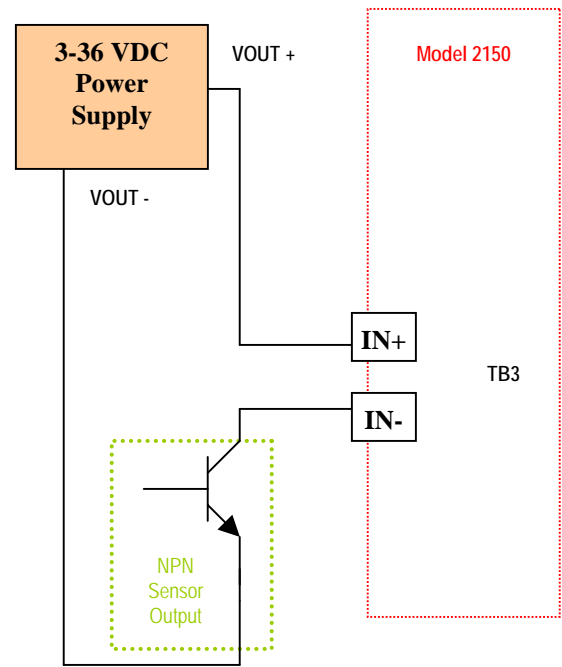 3-36 VDC
Power
Supply
VOUT +
Model 2150
VOUT -
IN+
TB3
IN-
NPN
Sensor
Output